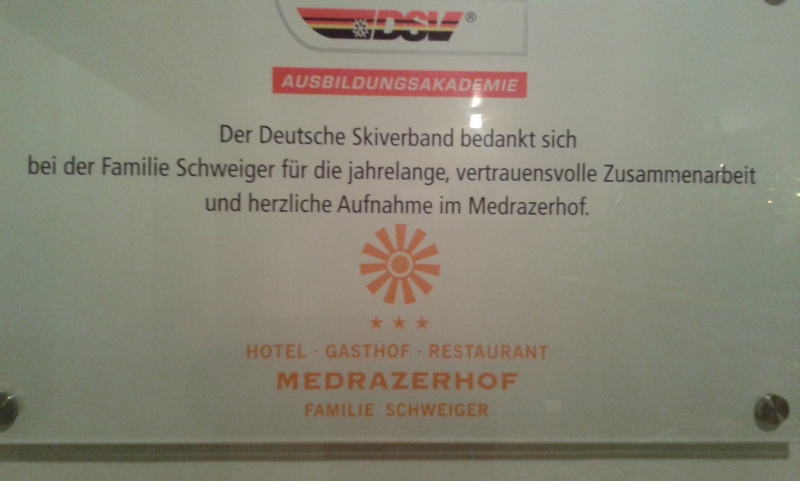 DSV®
AUSBILDUNGSAKADEMIE
Der Deutsche Skiverband bedankt sich
bei der Familie Schweiger für die jahrelange, vertrauensvolle Zusammenarbeit
und herzliche Aufnahme im Medrazerhof.
HOTEL · GASTHOF · RESTAURANT
MEDRAZERHOF
FAMILIE SCHWEIGER